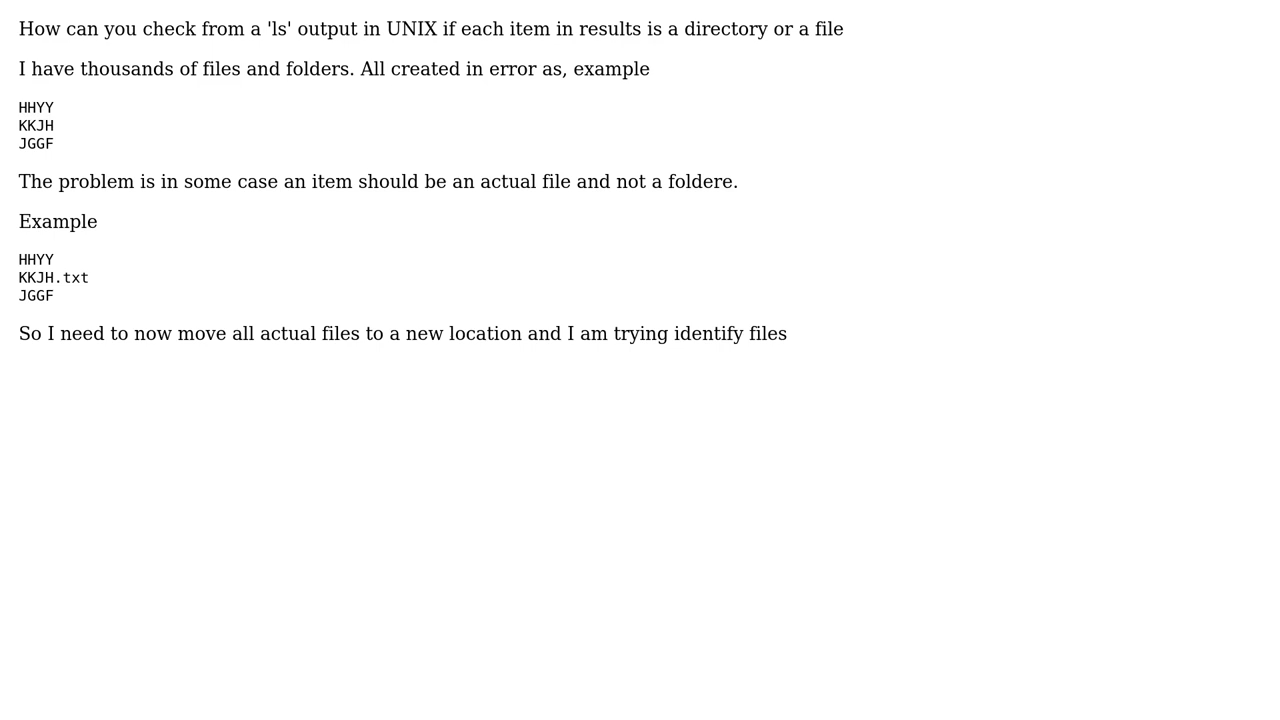 How can you check from a 'ls' output in UNIX if each item in results is a directory or a file
I have thousands of files and folders. All created in error as, example
HHYY
KKJH
JGGF
The problem is in some case an item should be an actual file and not a foldere.
Example
HHYY
KKJH.txt
JGGF
So I need to now move all actual files to a new location and I am trying identify files